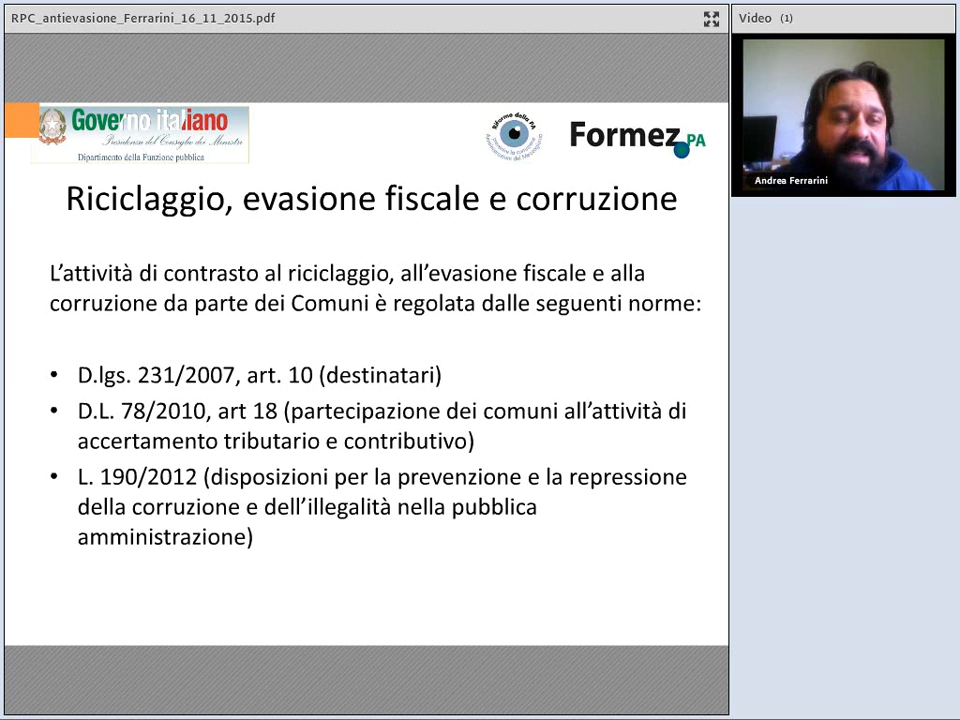 RPC_antievasione_Ferrarini_16_11_2015.pdf
Video (1)
Governo italiano
Presidenza del Consiglio dei Ministri
Dipartimento della Funzione pubblica
Riforme della PA
Formez PA
Andrea Ferrarini
Riciclaggio, evasione fiscale e corruzione
L’attività di contrasto al riciclaggio, all’evasione fiscale e alla
corruzione da parte dei Comuni è regolata dalle seguenti norme:
• D.lgs. 231/2007, art. 10 (destinatari)
• D.L. 78/2010, art 18 (partecipazione dei comuni all’attività di
accertamento tributario e contributivo)
• L. 190/2012 (disposizioni per la prevenzione e la repressione
della corruzione e dell’illegalità nella pubblica
amministrazione)